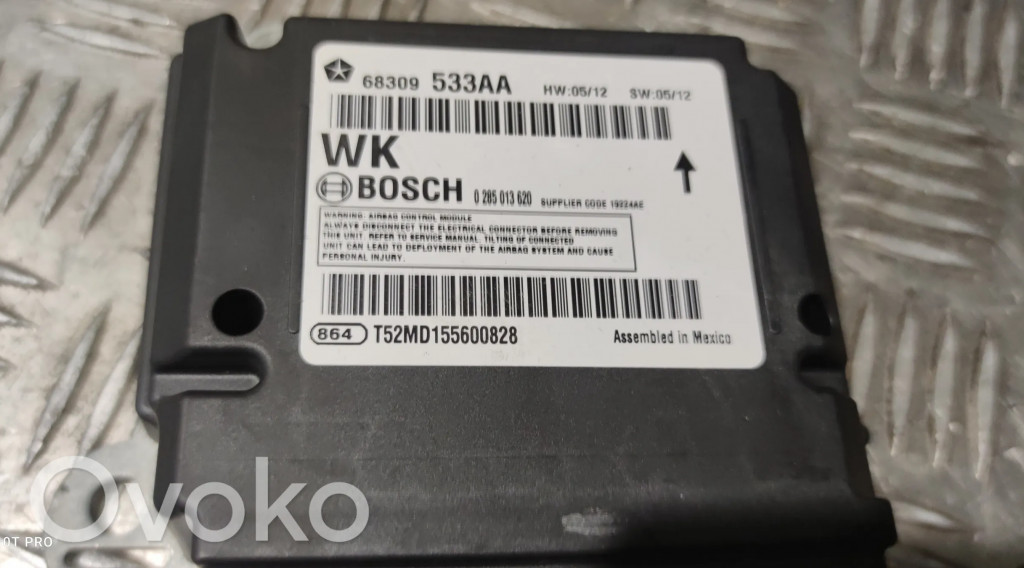 68309 533AA HW:05/12 SW:05/12
WK
BOSCH 0 285 013 620 SUPPLIER CODE 19224AE
WARNING: AIRBAG CONTROL MODULE
ALWAYS DISCONNECT THE ELECTRICAL CONNECTOR BEFORE REMOVING
THIS UNIT. REFER TO SERVICE MANUAL. TILTING OF CONNECTED
UNIT CAN LEAD TO DEPLOYMENT OF THE AIRBAG SYSTEM AND CAUSE
PERSONAL INJURY.
864 T52MD155600828 Assembled in Mexico
Ovoko
OT PRO